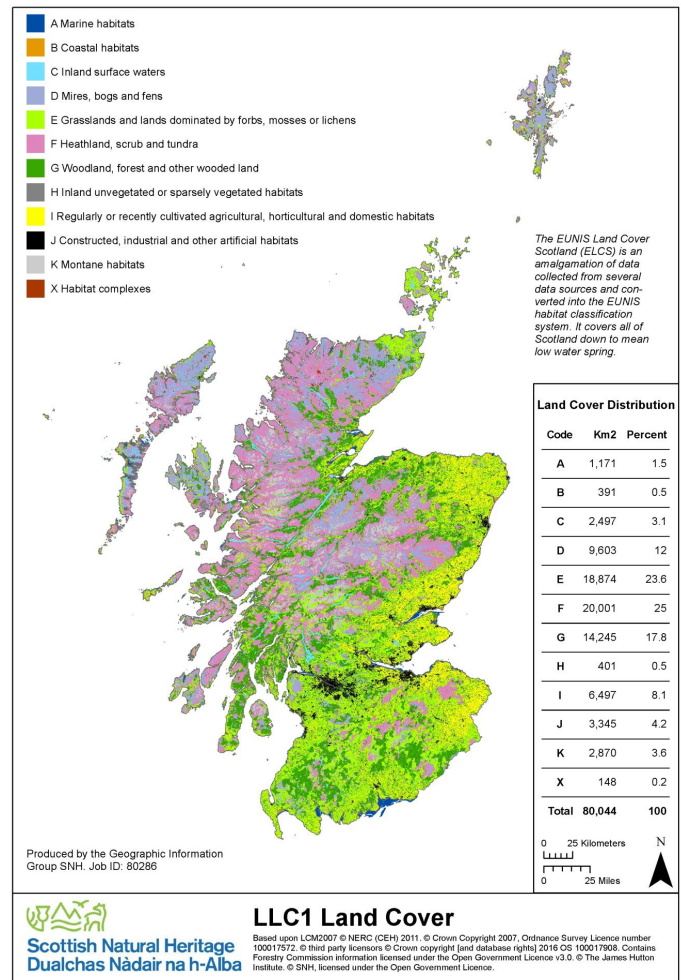 A Marine habitats
B Coastal habitats
C Inland surface waters
D Mires, bogs and fens
E Grasslands and lands dominated by forbs, mosses or lichens
F Heathland, scrub and tundra
G Woodland, forest and other wooded land
H Inland unvegetated or sparsely vegetated habitats
I Regularly or recently cultivated agricultural, horticultural and domestic habitats
J Constructed, industrial and other artificial habitats
K Montane habitats
X Habitat complexes
The EUNIS Land Cover
Scotland (ELCS) is an
amalgamation of data
collected from several
data sources and con-
verted into the EUNIS
habitat classification
system. It covers all of
Scotland down to mean
low water spring.
Land Cover Distribution
Code Km2 Percent
A 1,171 1.5
B 391 0.5
C 2,497 3.1
D 9,603 12
E 18,874 23.6
F 20,001 25
G 14,245 17.8
H 401 0.5
I 6,497 8.1
J 3,345 4.2
K 2,870 3.6
X 148 0.2
Total 80,044 100
0 25 Kilometers
0 25 Miles
N
Produced by the Geographic Information
Group SNH. Job ID: 80286
Scottish Natural Heritage
Dualchas Nàdair na h-Alba
LLC1 Land Cover
Based upon LCM2007 © NERC (CEH) 2011. © Crown Copyright 2007, Ordnance Survey Licence number
100017572. © third party licensors © Crown copyright [and database rights] 2016 OS 100017908. Contains
Forestry Commission information licensed under the Open Government Licence v3.0. © The James Hutton
Institute. © SNH, licensed under the Open Government Licence.